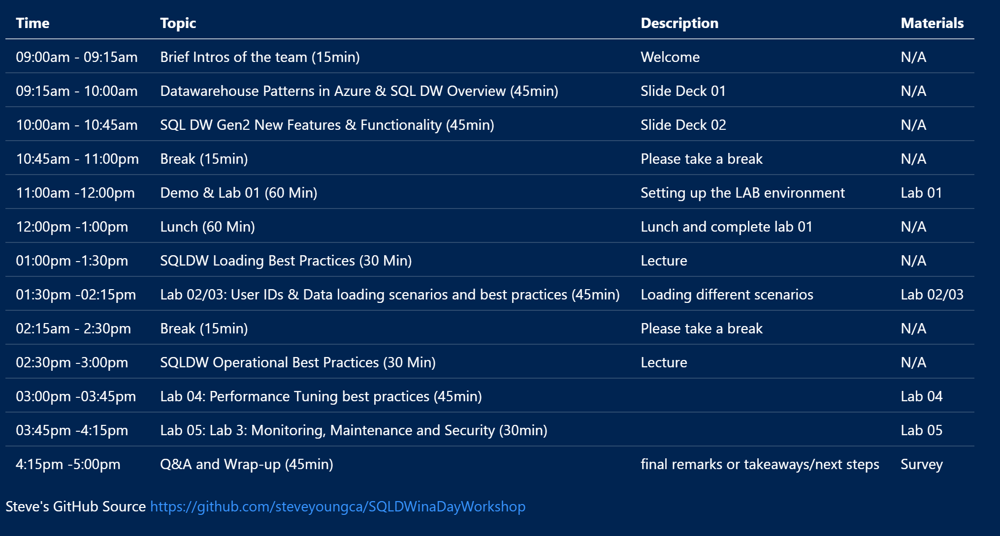 Time Topic Description Materials
09:00am - 09:15am Brief Intros of the team (15min) Welcome N/A
09:15am - 10:00am Datawarehouse Patterns in Azure & SQL DW Overview (45min) Slide Deck 01 N/A
10:00am - 10:45am SQL DW Gen2 New Features & Functionality (45min) Slide Deck 02 N/A
10:45am - 11:00pm Break (15min) Please take a break N/A
11:00am -12:00pm Demo & Lab 01 (60 Min) Setting up the LAB environment Lab 01
12:00pm -1:00pm Lunch (60 Min) Lunch and complete lab 01 N/A
01:00pm -1:30pm SQLDW Loading Best Practices (30 Min) Lecture N/A
01:30pm -02:15pm Lab 02/03: User IDs & Data loading scenarios and best practices (45min) Loading different scenarios Lab 02/03
02:15am - 2:30pm Break (15min) Please take a break N/A
02:30pm -3:00pm SQLDW Operational Best Practices (30 Min) Lecture N/A
03:00pm -03:45pm Lab 04: Performance Tuning best practices (45min) Lab 04
03:45pm -4:15pm Lab 05: Lab 3: Monitoring, Maintenance and Security (30min) Lab 05
4:15pm -5:00pm Q&A and Wrap-up (45min) final remarks or takeaways/next steps Survey
Steve's GitHub Source https://github.com/steveyoungca/SQLDWinaDayWorkshop